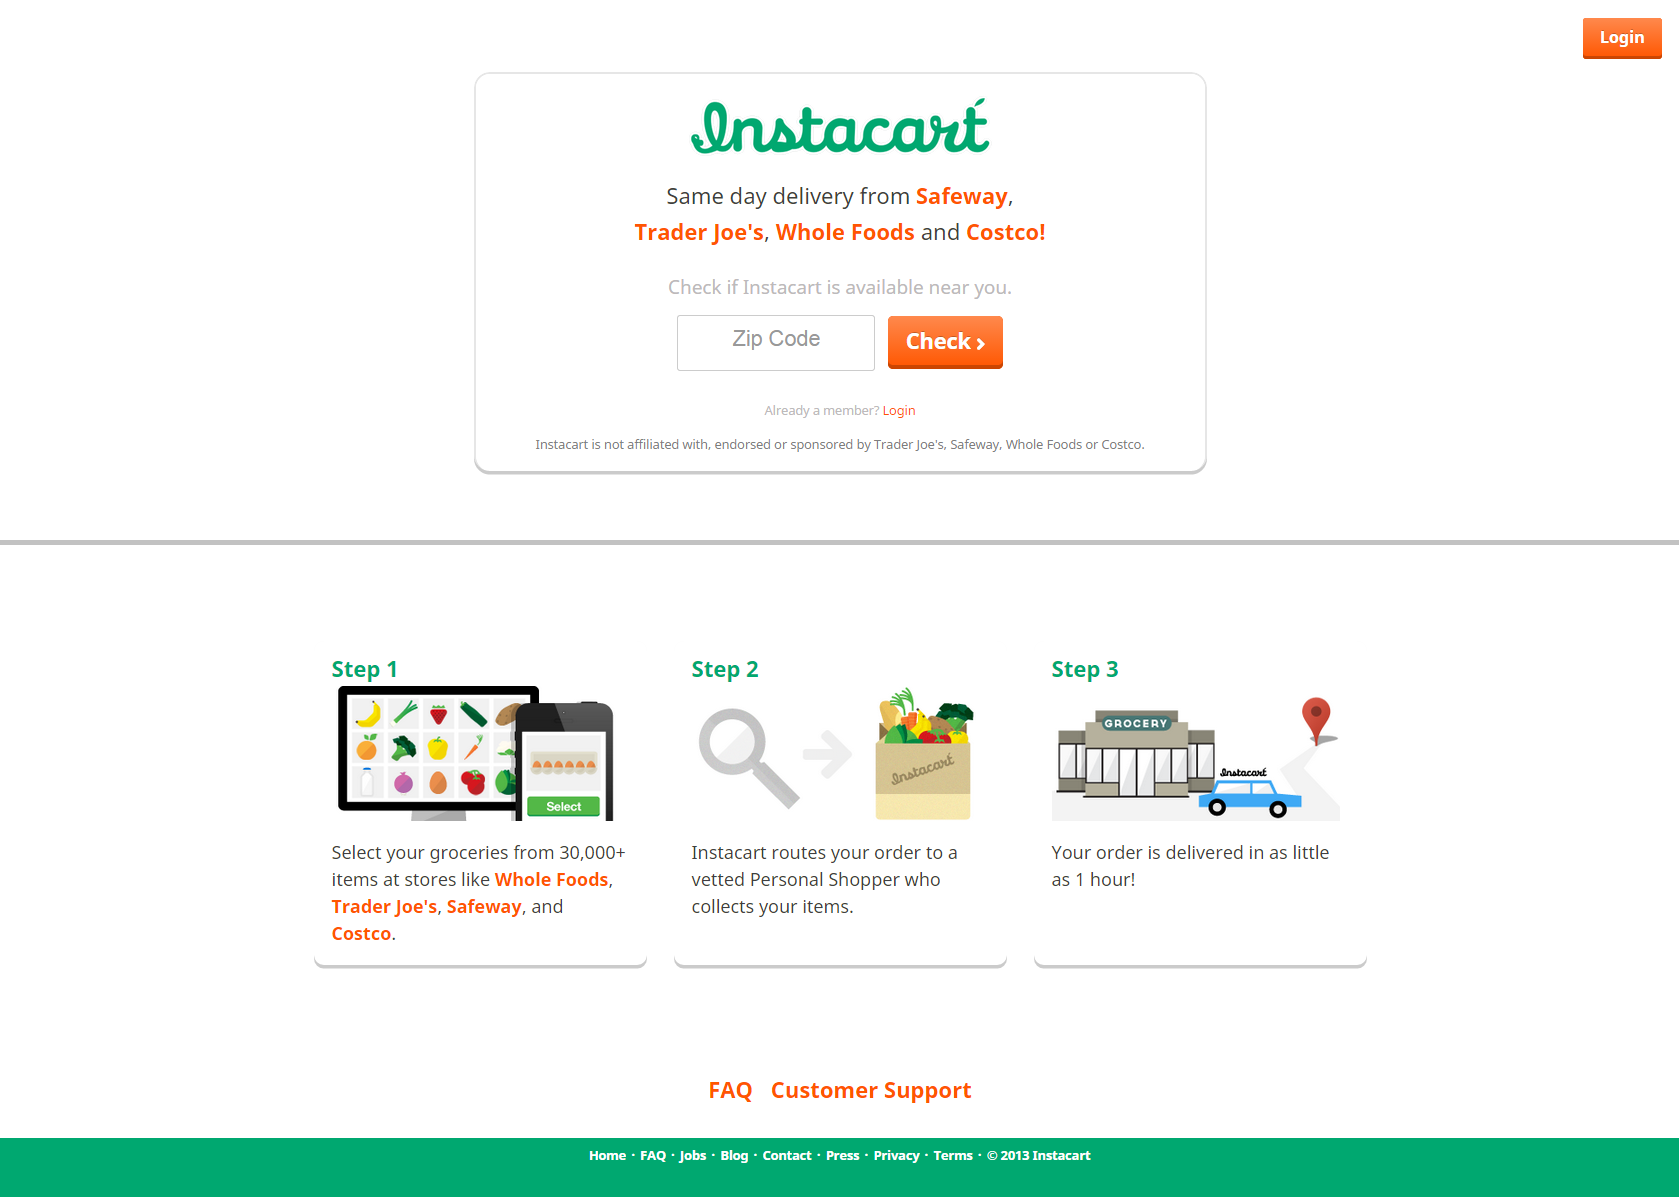 Login
Instacart
Same day delivery from Safeway,
Trader Joe's, Whole Foods and Costco!
Check if Instacart is available near you.
Zip Code
Check ›
Already a member? Login
Instacart is not affiliated with, endorsed or sponsored by Trader Joe's, Safeway, Whole Foods or Costco.
Step 1
Select
Select your groceries from 30,000+
items at stores like Whole Foods,
Trader Joe's, Safeway, and
Costco.
Step 2
Instacart
Instacart routes your order to a
vetted Personal Shopper who
collects your items.
Step 3
GROCERY
Instacart
Your order is delivered in as little
as 1 hour!
FAQ Customer Support
Home · FAQ · Jobs · Blog · Contact · Press · Privacy · Terms · © 2013 Instacart